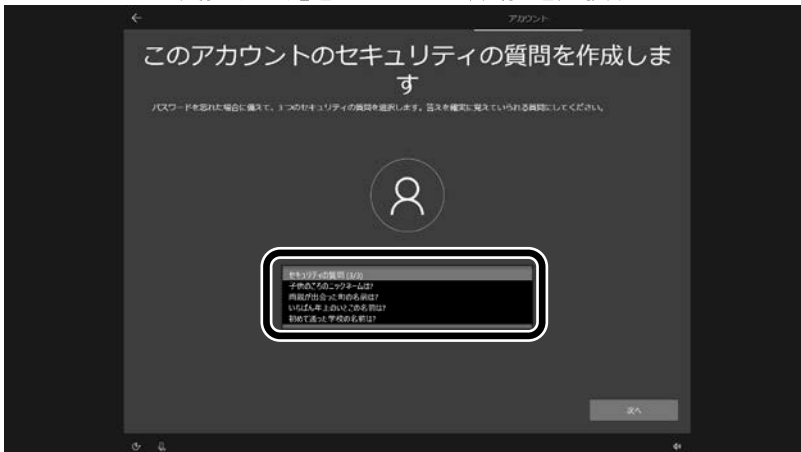 アカウント
このアカウントのセキュリティの質問を作成しま
す
パスワードを忘れた場合に備えて、3 つのセキュリティの質問を選択します。答えを確実に覚えていられる質問にしてください。
セキュリティの質問 (3/3)
子供のころのニックネームは?
両親が出会った町の名前は?
いちばん年上のいとこの名前は?
初めて通った学校の名前は?
次へ